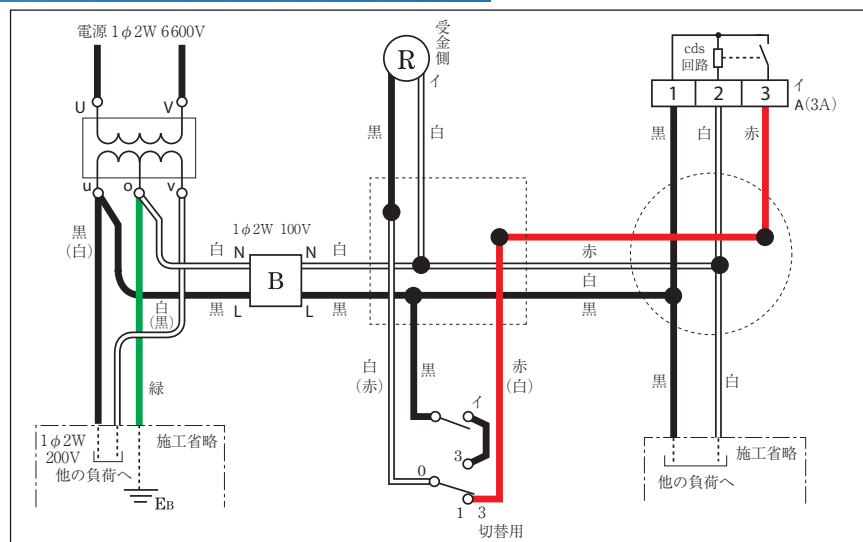 電源 1φ2W 6600V
U
V
u
o
v
黒
(白)
緑
白
(黒)
1φ2W
200V
他の負荷へ
施工省略
EB
1φ2W 100V
白
N
N
白
B
黒
L
L
黒
R
受金側
イ
黒
白
白
(赤)
黒
赤
(白)
イ
3
0
1
3
切替用
赤
白
黒
cds
回路
1
2
3
イ
A(3A)
黒
白
赤
黒
白
施工省略
他の負荷へ